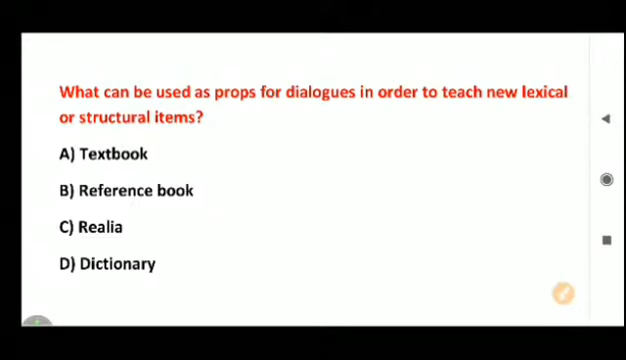 What can be used as props for dialogues in order to teach new lexical
or structural items?
A) Textbook
B) Reference book
C) Realia
D) Dictionary